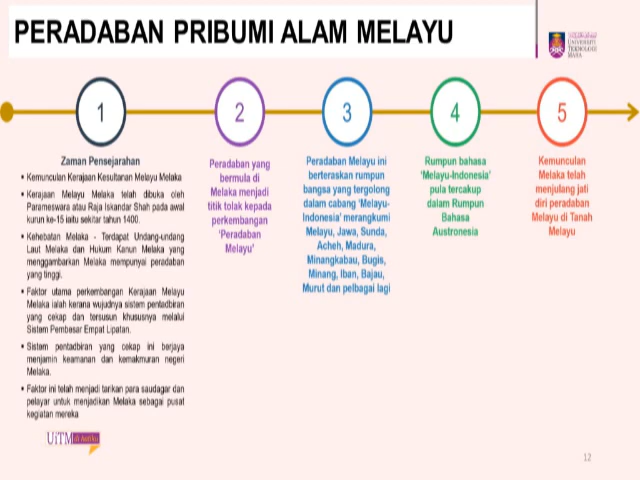 PERADABAN PRIBUMI ALAM MELAYU
UNIVERSITI
TEKNOLOGI
MARA
1
2
3
4
5
Zaman Pensejarahan
• Kemunculan Kerajaan Kesultanan Melayu Melaka
• Kerajaan Melayu Melaka telah dibuka oleh
Parameswara atau Raja Iskandar Shah pada awal
kurun ke-15 iaitu sekitar tahun 1400.
• Kehebatan Melaka - Terdapat Undang-undang
Laut Melaka dan Hukum Kanun Melaka yang
menggambarkan Melaka mempunyai peradaban
yang tinggi.
• Faktor utama perkembangan Kerajaan Melayu
Melaka ialah kerana wujudnya sistem pentadbiran
yang cekap dan tersusun khususnya melalui
Sistem Pembesar Empat Lipatan.
• Sistem pentadbiran yang cekap ini berjaya
menjamin keamanan dan kemakmuran negeri
Melaka.
• Faktor ini telah menjadi tarikan para saudagar dan
pelayar untuk menjadikan Melaka sebagai pusat
kegiatan mereka
Peradaban yang
bermula di
Melaka menjadi
titik tolak kepada
perkembangan
'Peradaban
Melayu'
Peradaban Melayu ini
berteraskan rumpun
bangsa yang tergolong
dalam cabang 'Melayu-
Indonesia' merangkumi
Melayu, Jawa, Sunda,
Acheh, Madura,
Minangkabau, Bugis,
Minang, Iban, Bajau,
Murut dan pelbagai lagi
Rumpun bahasa
'Melayu-Indonesia'
pula tercakup
dalam Rumpun
Bahasa
Austronesia
Kemunculan
Melaka telah
menjulang jati
diri peradaban
Melayu di Tanah
Melayu
UiTM di hatiku
12